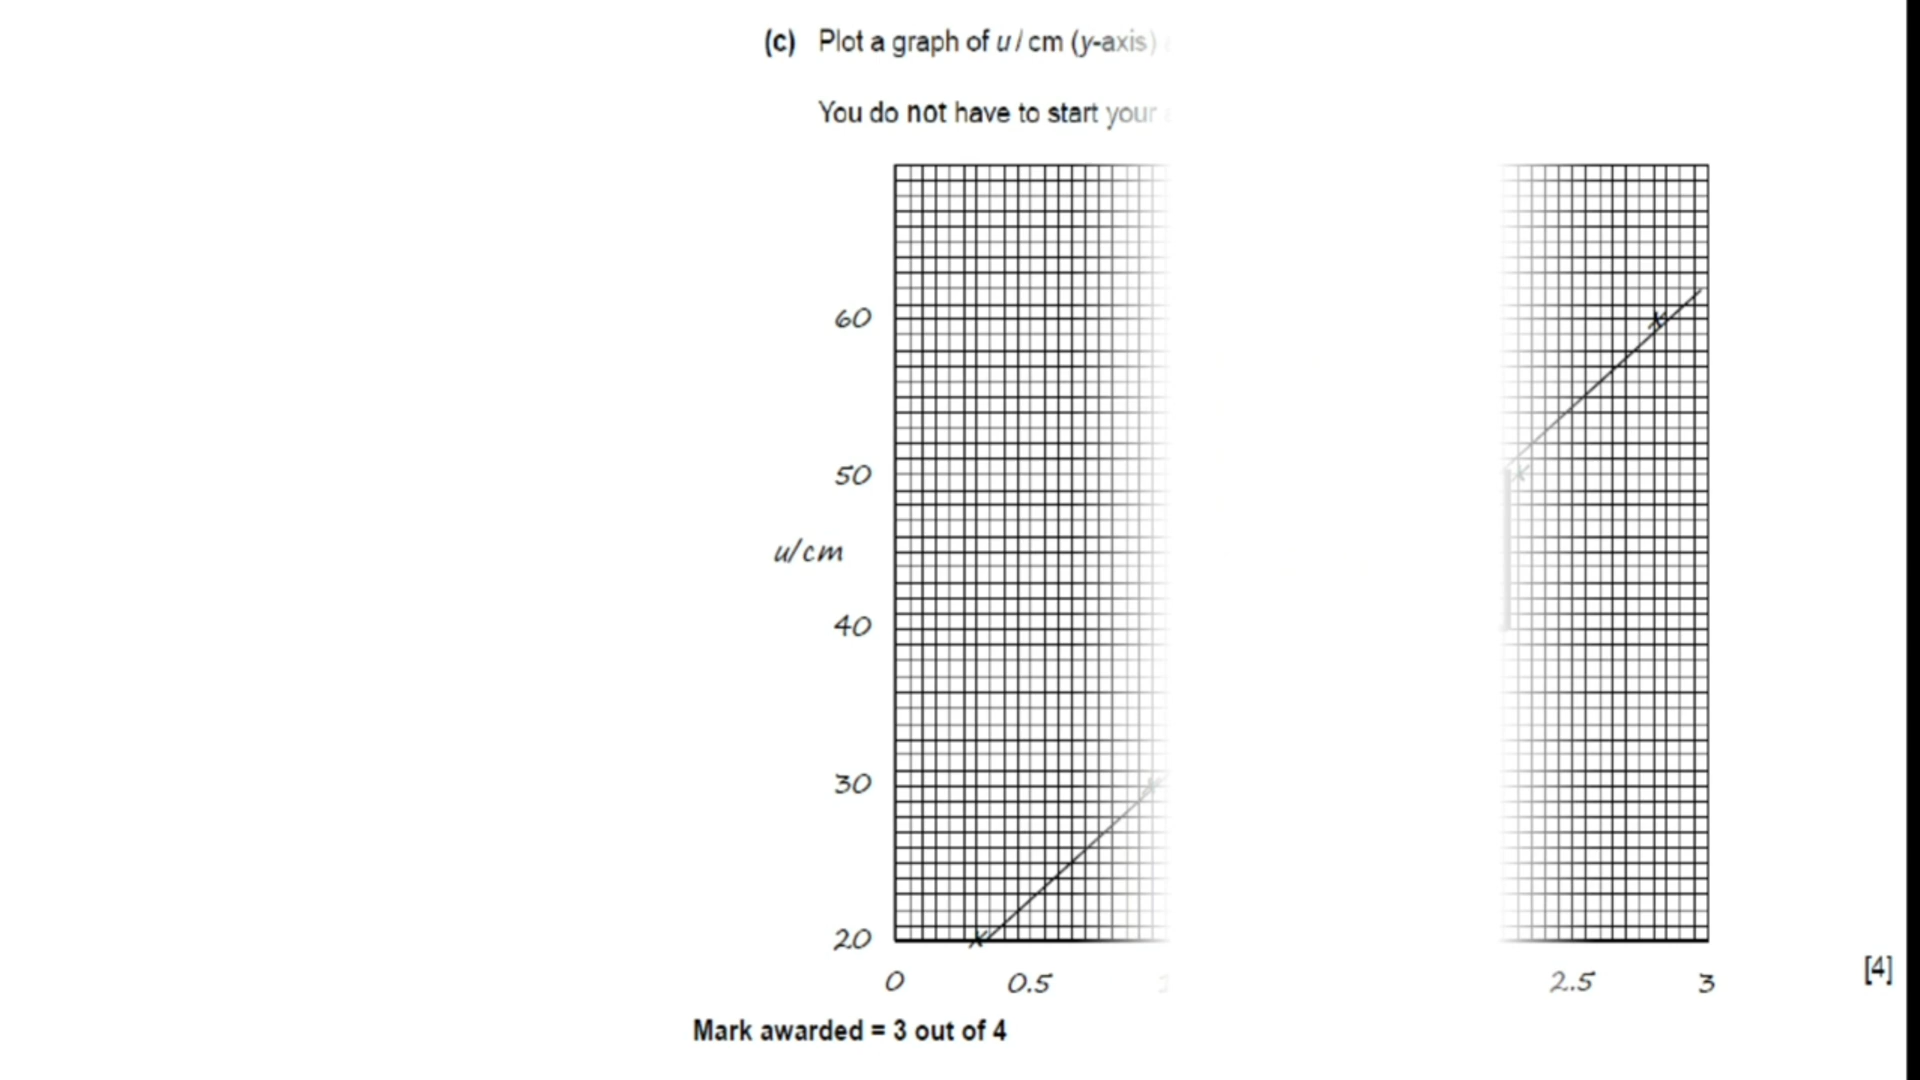 (c) Plot a graph of u / cm (y-axis)
You do not have to start your
60
50
u/cm
40
30
20
0 0.5 2.5 3
[4]
Mark awarded = 3 out of 4